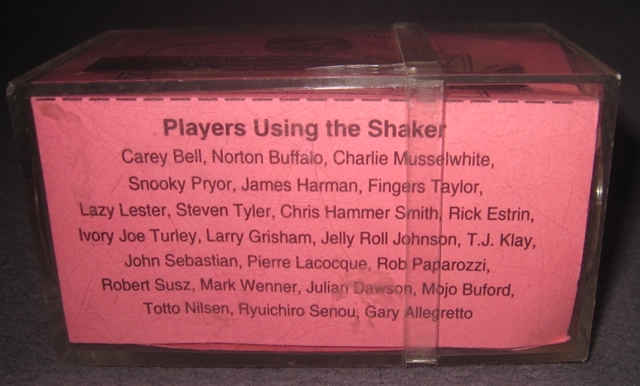 Players Using the Shaker
Carey Bell, Norton Buffalo, Charlie Musselwhite,
Snooky Pryor, James Harman, Fingers Taylor,
Lazy Lester, Steven Tyler, Chris Hammer Smith, Rick Estrin,
Ivory Joe Turley, Larry Grisham, Jelly Roll Johnson, T.J. Klay,
John Sebastian, Pierre Lacocque, Rob Paparozzi,
Robert Susz, Mark Wenner, Julian Dawson, Mojo Buford,
Totto Nilsen, Ryuichiro Senou, Gary Allegretto